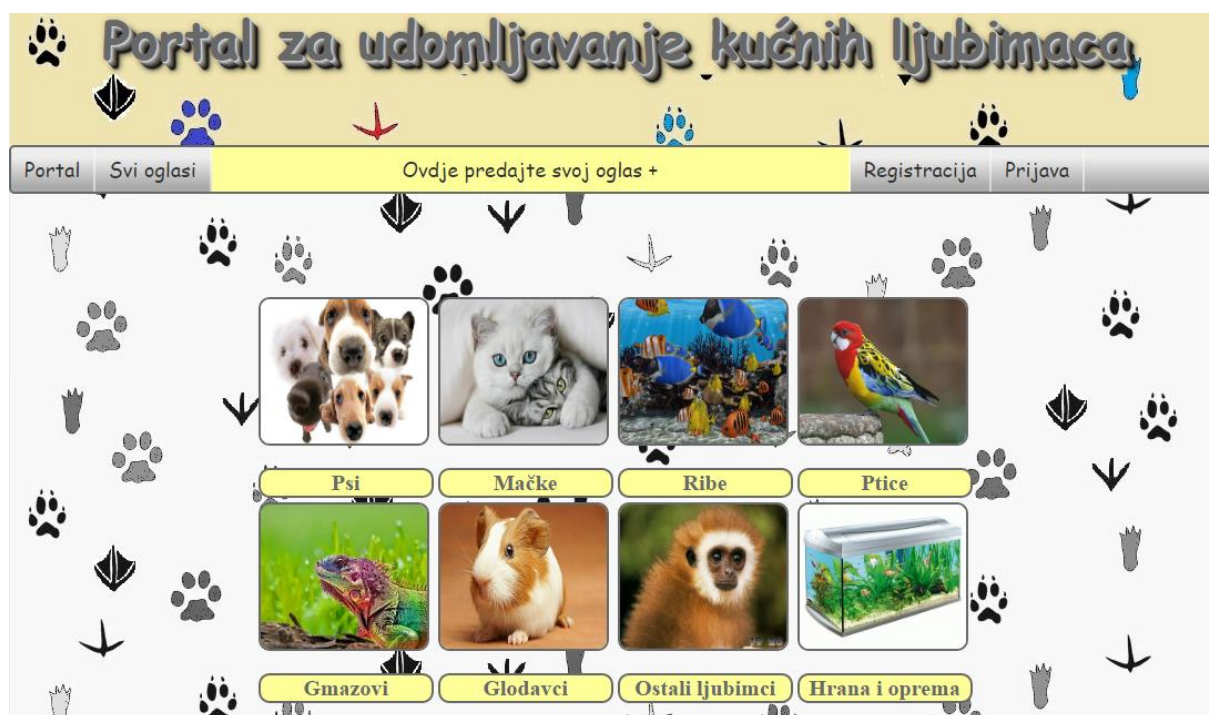 Portal za udomljavanje kućnih ljubimaca
Portal Svi oglasi Ovdje predajte svoj oglas + Registracija Prijava
Psi Mačke Ribe Ptice
Gmazovi Glodavci Ostali ljubimci Hrana i oprema